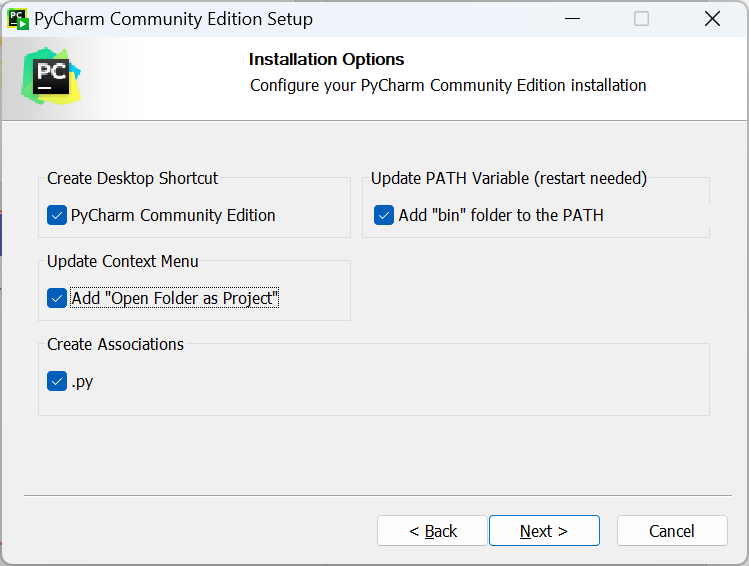 PyCharm Community Edition Setup
PC
Installation Options
Configure your PyCharm Community Edition installation
Create Desktop Shortcut
PyCharm Community Edition
Update PATH Variable (restart needed)
Add "bin" folder to the PATH
Update Context Menu
Add "Open Folder as Project"
Create Associations
.py
< Back
Next >
Cancel